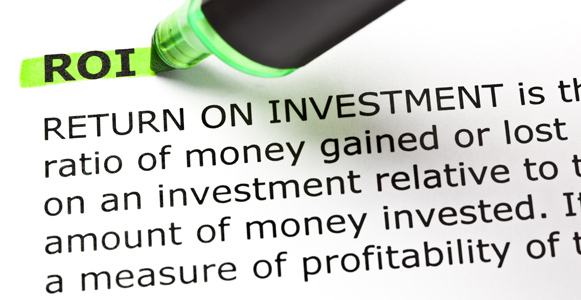 ROI
RETURN ON INVESTMENT is
ratio of money gained or lost
on an investment relative to
amount of money invested.
a measure of profitability of